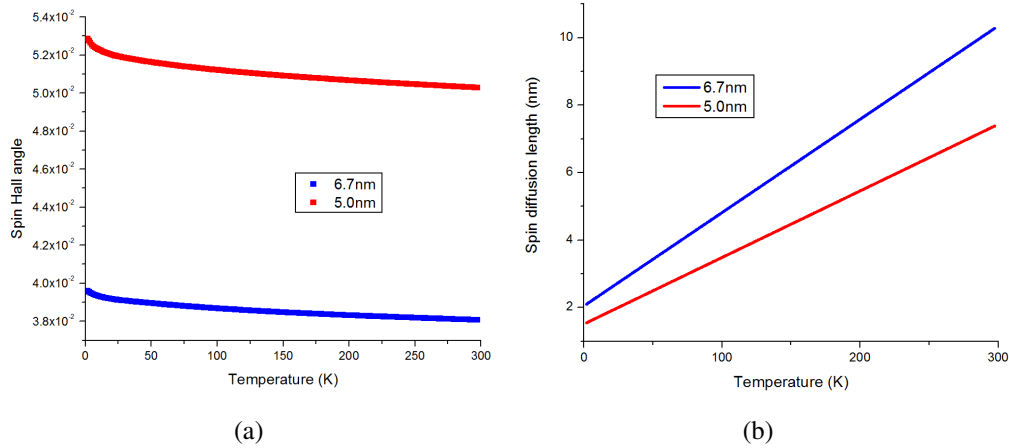 5.4x10⁻²
5.2x10⁻²
5.0x10⁻²
4.8x10⁻²
4.6x10⁻²
4.4x10⁻²
4.2x10⁻²
4.0x10⁻²
3.8x10⁻²
Spin Hall angle
6.7nm
5.0nm
0 50 100 150 200 250 300
Temperature (K)
(a)
10
8
6
4
2
Spin diffusion length (nm)
6.7nm
5.0nm
0 100 200 300
Temperature (K)
(b)